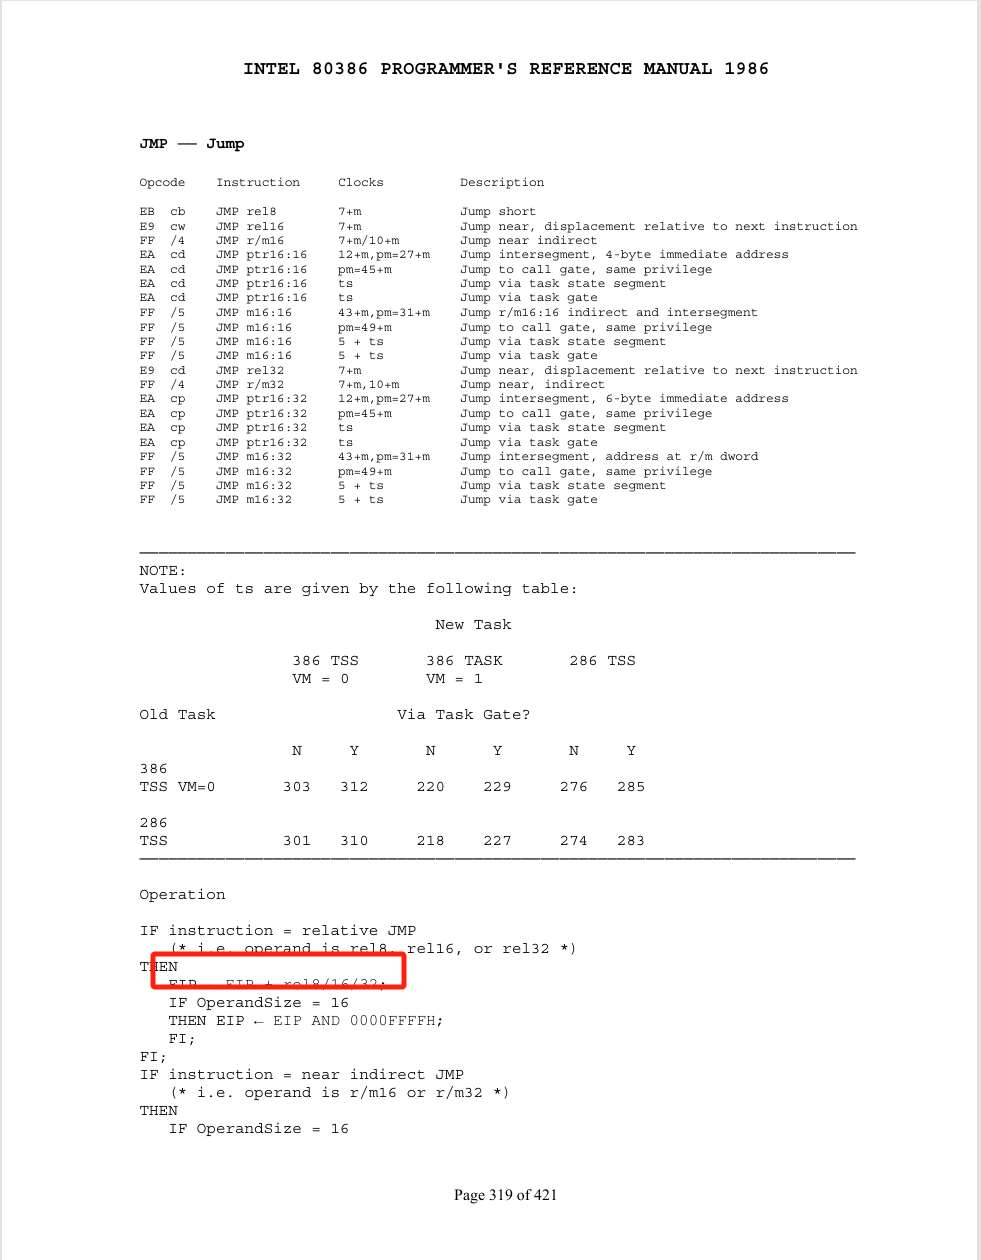 INTEL 80386 PROGRAMMER'S REFERENCE MANUAL 1986
JMP — Jump
Opcode Instruction Clocks Description
EB cb JMP rel8 7+m Jump short
E9 cw JMP rel16 7+m Jump near, displacement relative to next instruction
FF /4 JMP r/m16 7+m/10+m Jump near indirect
EA cd JMP ptr16:16 12+m,pm=27+m Jump intersegment, 4-byte immediate address
EA cd JMP ptr16:16 pm=45+m Jump to call gate, same privilege
EA cd JMP ptr16:16 ts Jump via task state segment
EA cd JMP ptr16:16 ts Jump via task gate
FF /5 JMP m16:16 43+m,pm=31+m Jump r/m16:16 indirect and intersegment
FF /5 JMP m16:16 pm=49+m Jump to call gate, same privilege
FF /5 JMP m16:16 5 + ts Jump via task state segment
FF /5 JMP m16:16 5 + ts Jump via task gate
E9 cd JMP rel32 7+m Jump near, displacement relative to next instruction
FF /4 JMP r/m32 7+m,10+m Jump near, indirect
EA cp JMP ptr16:32 12+m,pm=27+m Jump intersegment, 6-byte immediate address
EA cp JMP ptr16:32 pm=45+m Jump to call gate, same privilege
EA cp JMP ptr16:32 ts Jump via task state segment
EA cp JMP ptr16:32 ts Jump via task gate
FF /5 JMP m16:32 43+m,pm=31+m Jump intersegment, address at r/m dword
FF /5 JMP m16:32 pm=49+m Jump to call gate, same privilege
FF /5 JMP m16:32 5 + ts Jump via task state segment
FF /5 JMP m16:32 5 + ts Jump via task gate
NOTE:
Values of ts are given by the following table:
New Task
386 TSS 386 TASK 286 TSS
VM = 0 VM = 1
Old Task Via Task Gate?
N Y N Y N Y
386
TSS VM=0 303 312 220 229 276 285
286
TSS 301 310 218 227 274 283
Operation
IF instruction = relative JMP
(* i.e. operand is rel8, rel16, or rel32 *)
THEN
EIP ← EIP + rel8/16/32;
IF OperandSize = 16
THEN EIP ← EIP AND 0000FFFFH;
FI;
FI;
IF instruction = near indirect JMP
(* i.e. operand is r/m16 or r/m32 *)
THEN
IF OperandSize = 16
Page 319 of 421